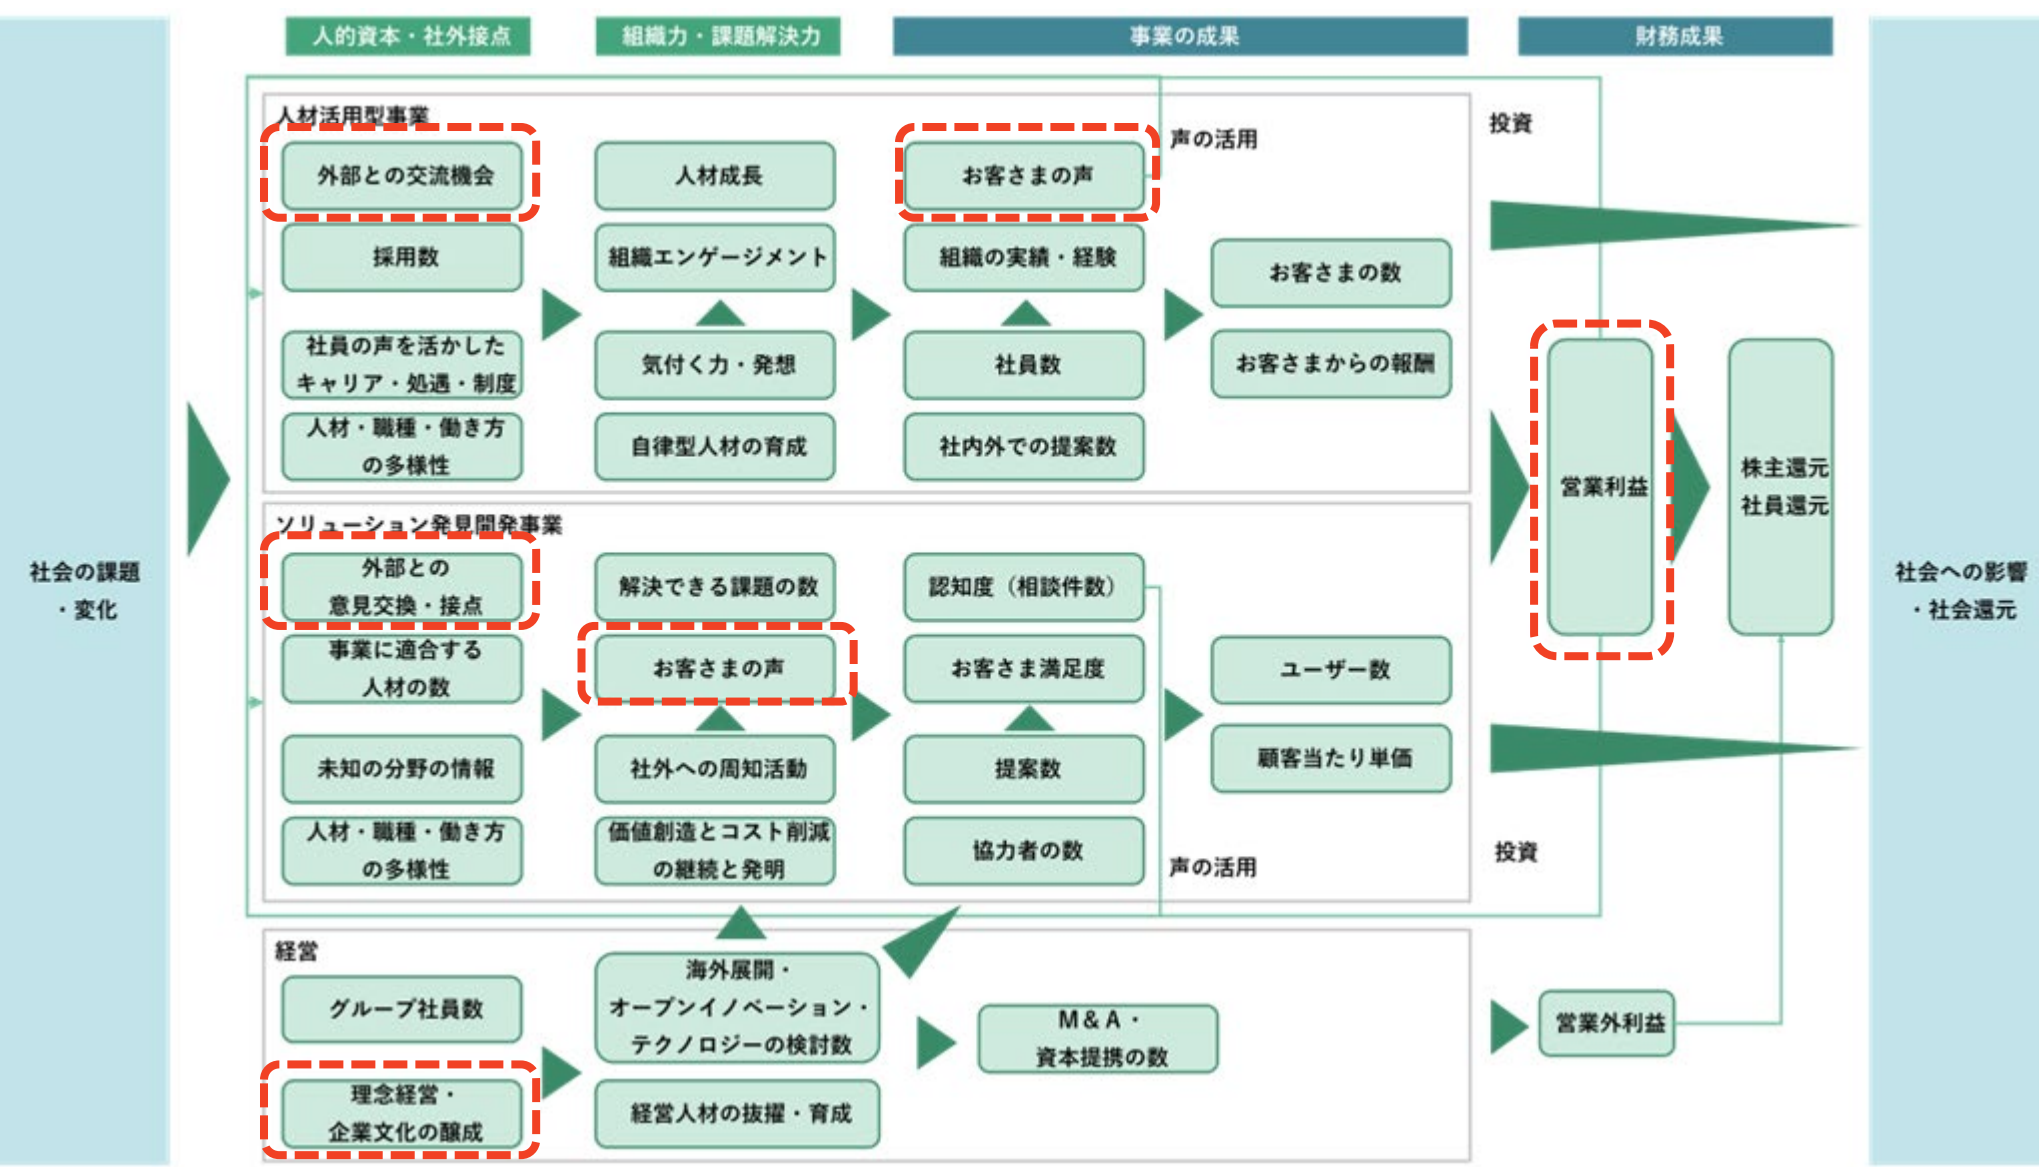 人的資本・社外接点
組織力・課題解決力
事業の成果
財務成果
社会の課題
・変化
人材活用型事業
外部との交流機会
採用数
社員の声を活かした
キャリア・処遇・制度
人材・職種・働き方
の多様性
人材成長
組織エンゲージメント
気付く力・発想
自律型人材の育成
お客さまの声
組織の実績・経験
社員数
社内外での提案数
声の活用
お客さまの数
お客さまからの報酬
ソリューション発見開発事業
外部との
意見交換・接点
事業に適合する
人材の数
未知の分野の情報
人材・職種・働き方
の多様性
解決できる課題の数
お客さまの声
社外への周知活動
価値創造とコスト削減
の継続と発明
認知度（相談件数）
お客さま満足度
提案数
協力者の数
声の活用
ユーザー数
顧客当たり単価
経営
グループ社員数
理念経営・
企業文化の醸成
海外展開・
オープンイノベーション・
テクノロジーの検討数
経営人材の抜擢・育成
M＆A・
資本提携の数
投資
営業利益
株主還元
社員還元
投資
営業外利益
社会への影響
・社会還元